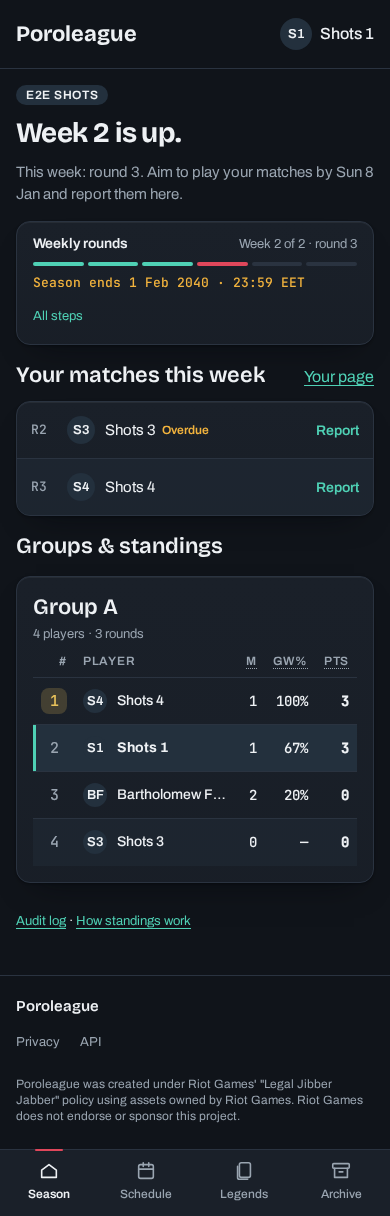 Poroleague
S1 Shots 1
E2E SHOTS
Week 2 is up.
This week: round 3. Aim to play your matches by Sun 8
Jan and report them here.
Weekly rounds
Week 2 of 2 · round 3
Season ends 1 Feb 2040 · 23:59 EET
All steps
Your matches this week
Your page
R2 S3 Shots 3 Overdue Report
R3 S4 Shots 4 Report
Groups & standings
Group A
4 players · 3 rounds
# PLAYER M GW% PTS
1 S4 Shots 4 1 100% 3
2 S1 Shots 1 1 67% 3
3 BF Bartholomew F... 2 20% 0
4 S3 Shots 3 0 – 0
Audit log · How standings work
Poroleague
Privacy API
Poroleague was created under Riot Games' "Legal Jibber
Jabber" policy using assets owned by Riot Games. Riot Games
does not endorse or sponsor this project.
Season Schedule Legends Archive